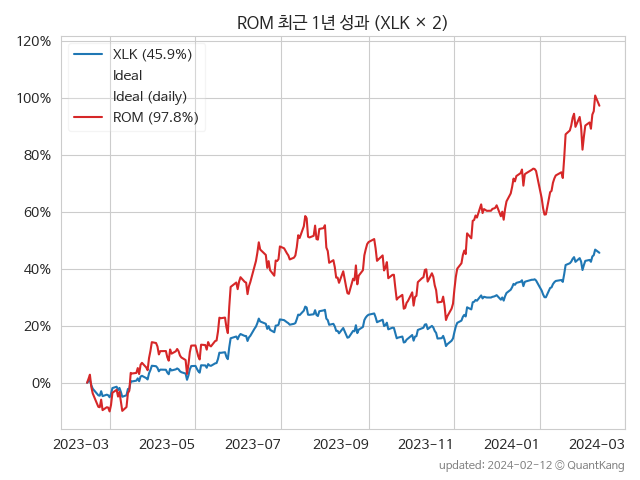 ROM 최근 1년 성과 (XLK × 2)
120%
100%
80%
60%
40%
20%
0%
XLK (45.9%)
Ideal
Ideal (daily)
ROM (97.8%)
2023-03
2023-05
2023-07
2023-09
2023-11
2024-01
2024-03
updated: 2024-02-12 © QuantKang